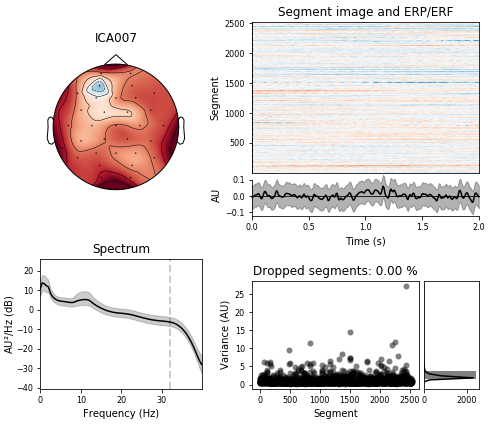 ICA007
Segment image and ERP/ERF
2500
2000
1500
1000
500
Segment
0.1
0.0
−0.1
AU
0.0 0.5 1.0 1.5 2.0
Time (s)
Spectrum
20
10
0
−10
−20
−30
−40
AU²/Hz (dB)
0 10 20 30
Frequency (Hz)
Dropped segments: 0.00 %
25
20
15
10
5
0
Variance (AU)
0 500 1000 1500 2000 2500
Segment
0 2000